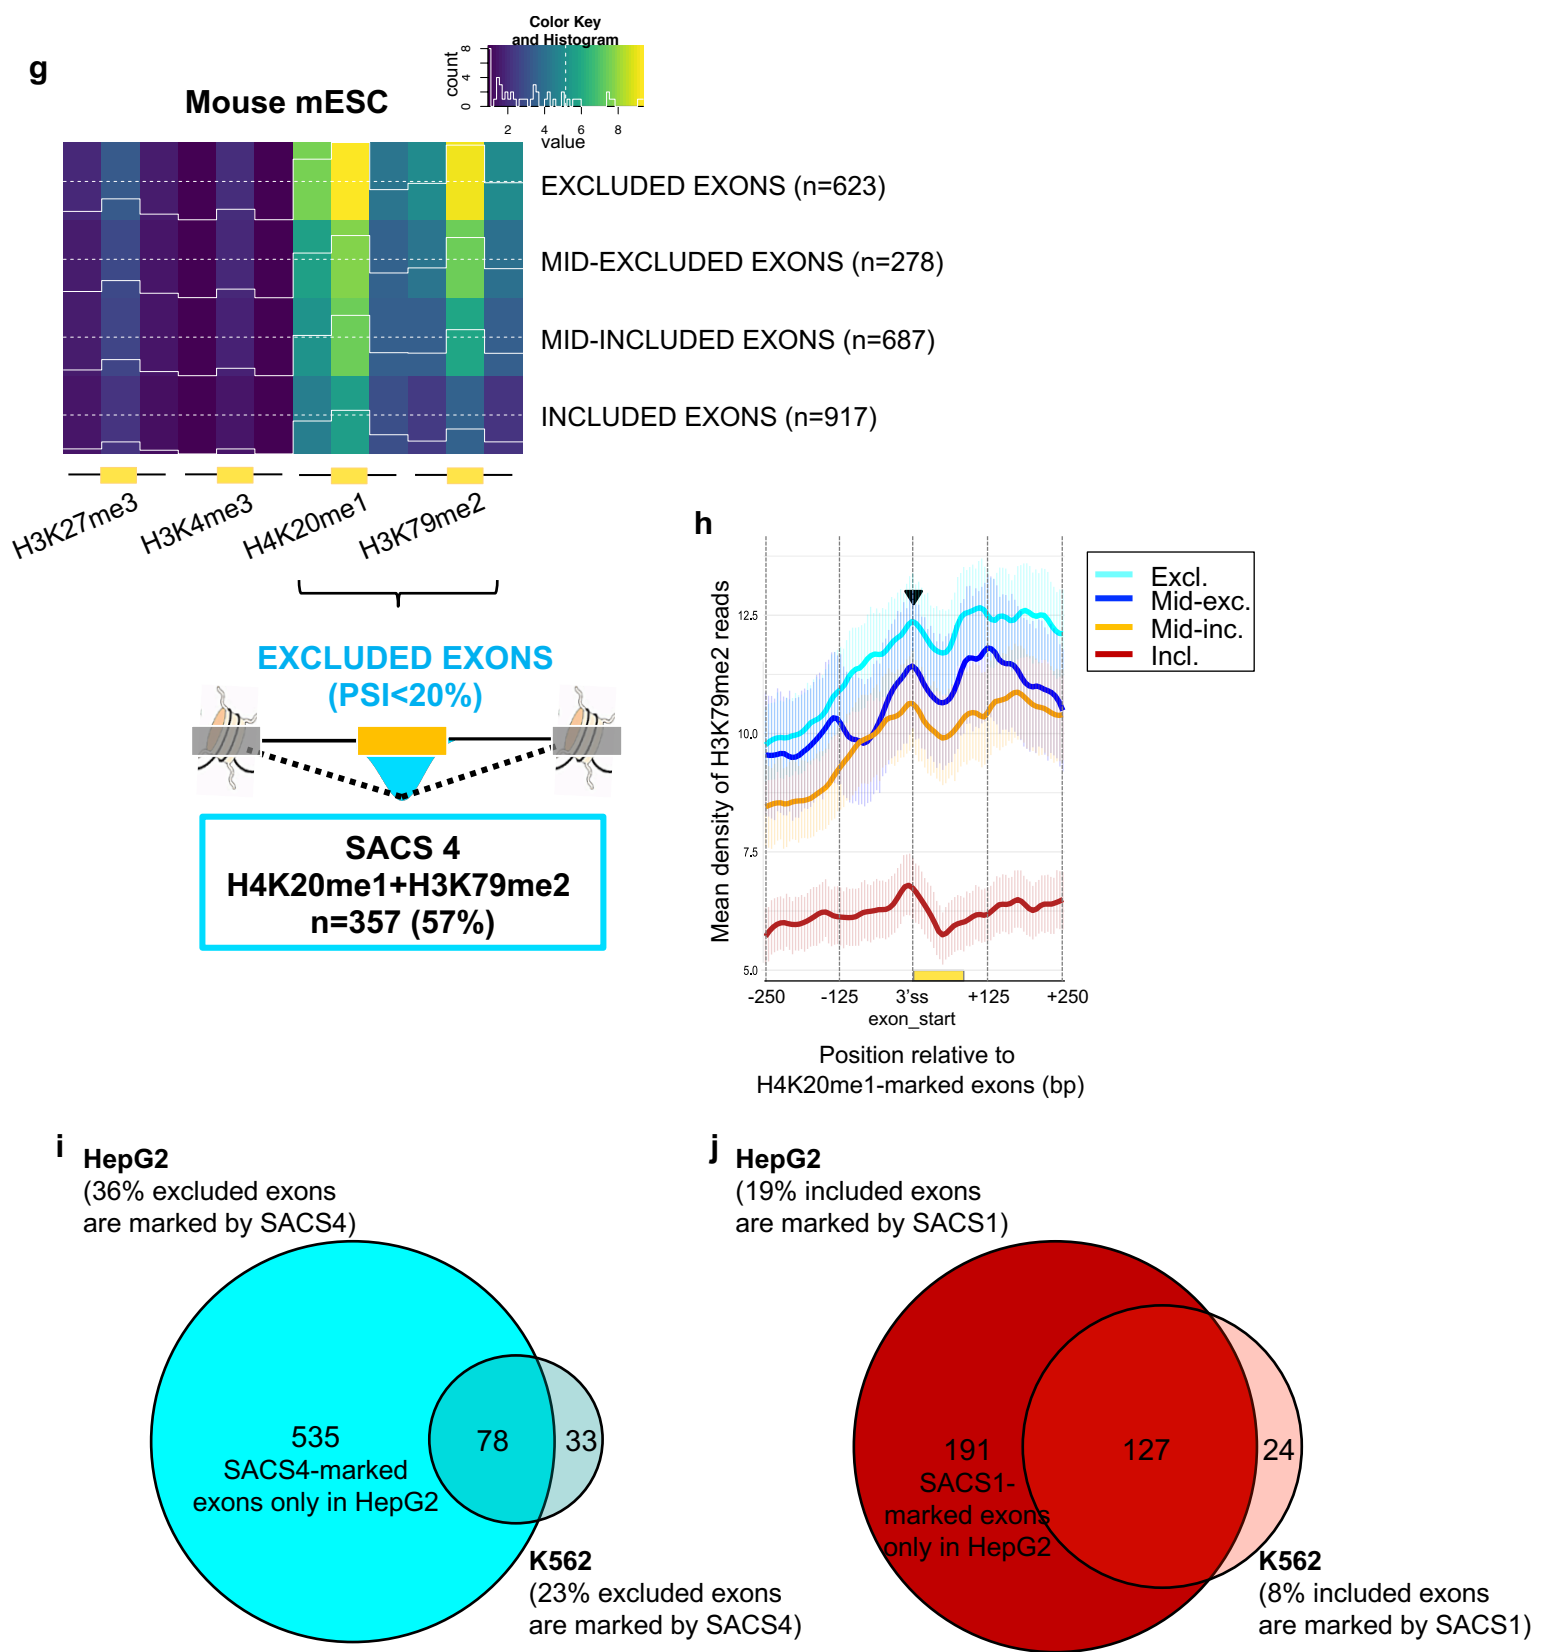 g
Mouse mESC
Color Key
and Histogram
count
0 4 8
2 4 6 8
value
EXCLUDED EXONS (n=623)
MID-EXCLUDED EXONS (n=278)
MID-INCLUDED EXONS (n=687)
INCLUDED EXONS (n=917)
H3K27me3
H3K4me3
H4K20me1
H3K79me2
EXCLUDED EXONS
(PSI<20%)
SACS 4
H4K20me1+H3K79me2
n=357 (57%)
h
Mean density of H3K79me2 reads
12.5
10.0
7.5
5.0
-250 -125 3'ss +125 +250
exon_start
Position relative to
H4K20me1-marked exons (bp)
Excl.
Mid-exc.
Mid-inc.
Incl.
i
HepG2
(36% excluded exons
are marked by SACS4)
535
SACS4-marked
exons only in HepG2
78
33
K562
(23% excluded exons
are marked by SACS4)
j
HepG2
(19% included exons
are marked by SACS1)
191
SACS1-
marked exons
only in HepG2
127
24
K562
(8% included exons
are marked by SACS1)